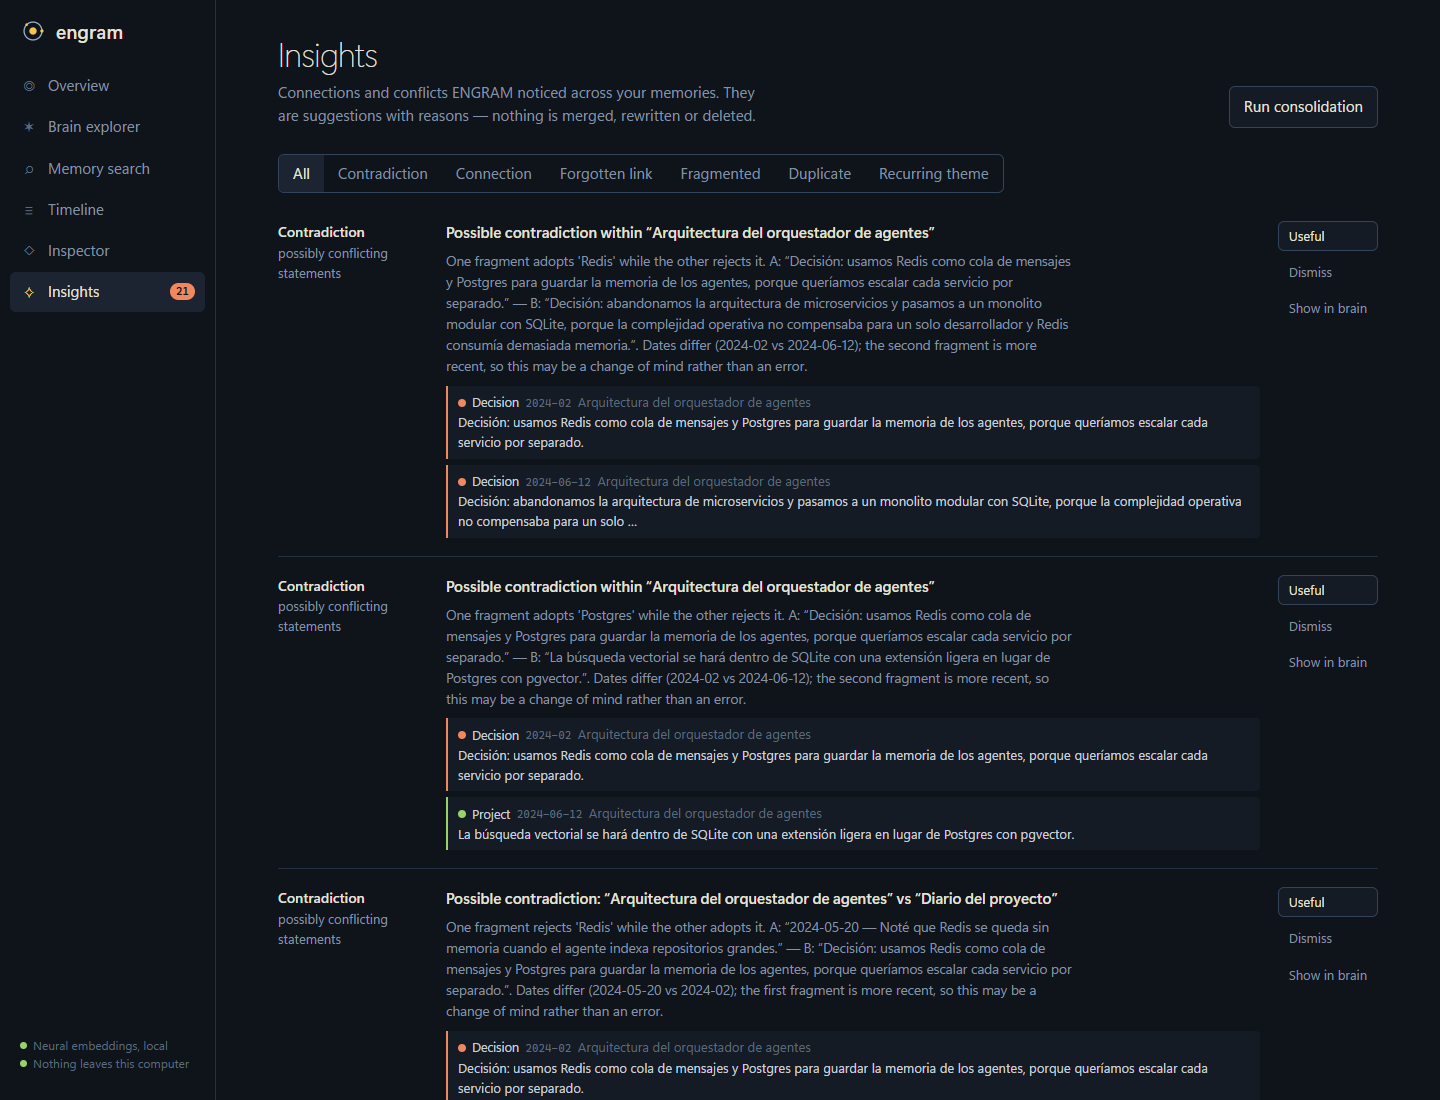 engram
Overview
Brain explorer
Memory search
Timeline
Inspector
Insights 21
Neural embeddings, local
Nothing leaves this computer
Insights
Connections and conflicts ENGRAM noticed across your memories. They
are suggestions with reasons — nothing is merged, rewritten or deleted.
Run consolidation
All Contradiction Connection Forgotten link Fragmented Duplicate Recurring theme
Contradiction
possibly conflicting
statements
Possible contradiction within “Arquitectura del orquestador de agentes”
One fragment adopts 'Redis' while the other rejects it. A: “Decisión: usamos Redis como cola de mensajes
y Postgres para guardar la memoria de los agentes, porque queríamos escalar cada servicio por
separado.” — B: “Decisión: abandonamos la arquitectura de microservicios y pasamos a un monolito
modular con SQLite, porque la complejidad operativa no compensaba para un solo desarrollador y Redis
consumía demasiada memoria.”. Dates differ (2024-02 vs 2024-06-12); the second fragment is more
recent, so this may be a change of mind rather than an error.
Decision 2024-02 Arquitectura del orquestador de agentes
Decisión: usamos Redis como cola de mensajes y Postgres para guardar la memoria de los agentes, porque queríamos escalar cada
servicio por separado.
Decision 2024-06-12 Arquitectura del orquestador de agentes
Decisión: abandonamos la arquitectura de microservicios y pasamos a un monolito modular con SQLite, porque la complejidad operativa
no compensaba para un solo ...
Useful
Dismiss
Show in brain
Contradiction
possibly conflicting
statements
Possible contradiction within “Arquitectura del orquestador de agentes”
One fragment adopts 'Postgres' while the other rejects it. A: “Decisión: usamos Redis como cola de
mensajes y Postgres para guardar la memoria de los agentes, porque queríamos escalar cada servicio por
separado.” — B: “La búsqueda vectorial se hará dentro de SQLite con una extensión ligera en lugar de
Postgres con pgvector.”. Dates differ (2024-02 vs 2024-06-12); the second fragment is more recent, so
this may be a change of mind rather than an error.
Decision 2024-02 Arquitectura del orquestador de agentes
Decisión: usamos Redis como cola de mensajes y Postgres para guardar la memoria de los agentes, porque queríamos escalar cada
servicio por separado.
Project 2024-06-12 Arquitectura del orquestador de agentes
La búsqueda vectorial se hará dentro de SQLite con una extensión ligera en lugar de Postgres con pgvector.
Useful
Dismiss
Show in brain
Contradiction
possibly conflicting
statements
Possible contradiction: “Arquitectura del orquestador de agentes” vs “Diario del proyecto”
One fragment rejects 'Redis' while the other adopts it. A: “2024-05-20 — Noté que Redis se queda sin
memoria cuando el agente indexa repositorios grandes.” — B: “Decisión: usamos Redis como cola de
mensajes y Postgres para guardar la memoria de los agentes, porque queríamos escalar cada servicio por
separado.”. Dates differ (2024-05-20 vs 2024-02); the first fragment is more recent, so this may be a
change of mind rather than an error.
Decision 2024-02 Arquitectura del orquestador de agentes
Decisión: usamos Redis como cola de mensajes y Postgres para guardar la memoria de los agentes, porque queríamos escalar cada
servicio por separado.
Useful
Dismiss
Show in brain